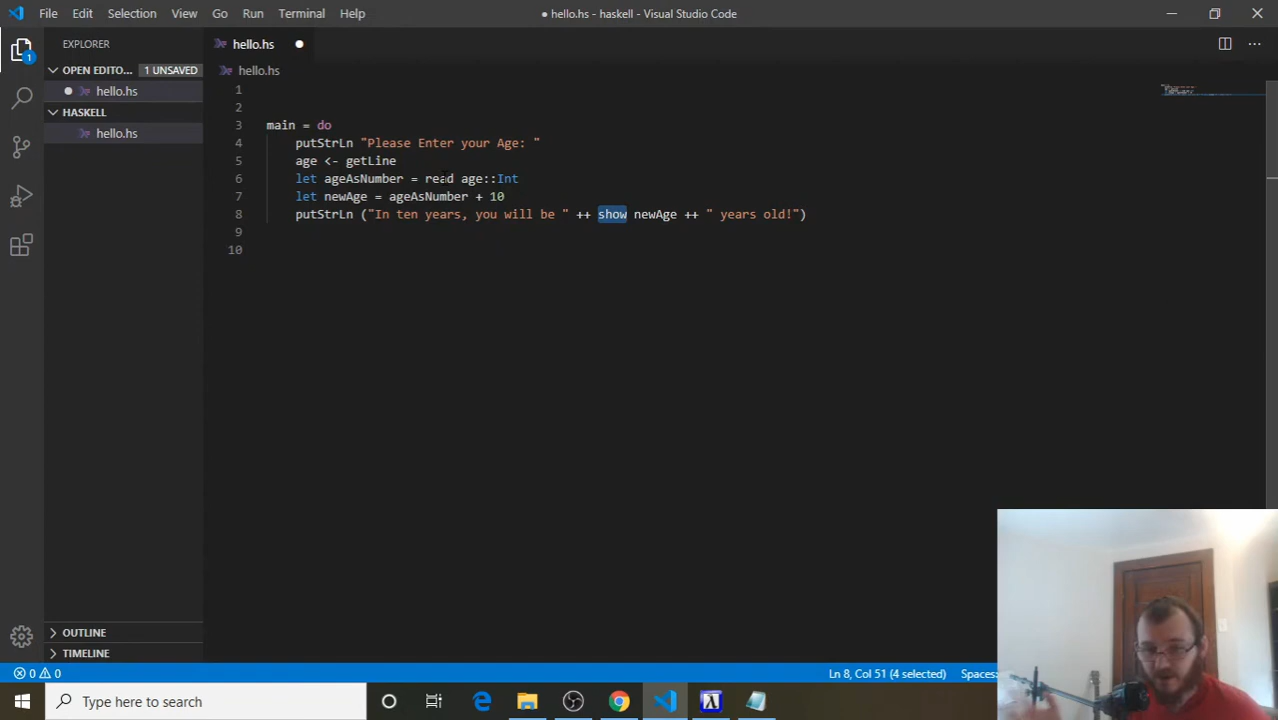 File Edit Selection View Go Run Terminal Help ● hello.hs - haskell - Visual Studio Code
EXPLORER
OPEN EDITO... 1 UNSAVED
hello.hs
HASKELL
hello.hs
OUTLINE
TIMELINE
hello.hs
hello.hs
1
2
3 main = do
4 putStrLn "Please Enter your Age: "
5 age <- getLine
6 let ageAsNumber = read age::Int
7 let newAge = ageAsNumber + 10
8 putStrLn ("In ten years, you will be " ++ show newAge ++ " years old!")
9
10
1
0 0 Ln 8, Col 51 (4 selected) Spaces:
Type here to search